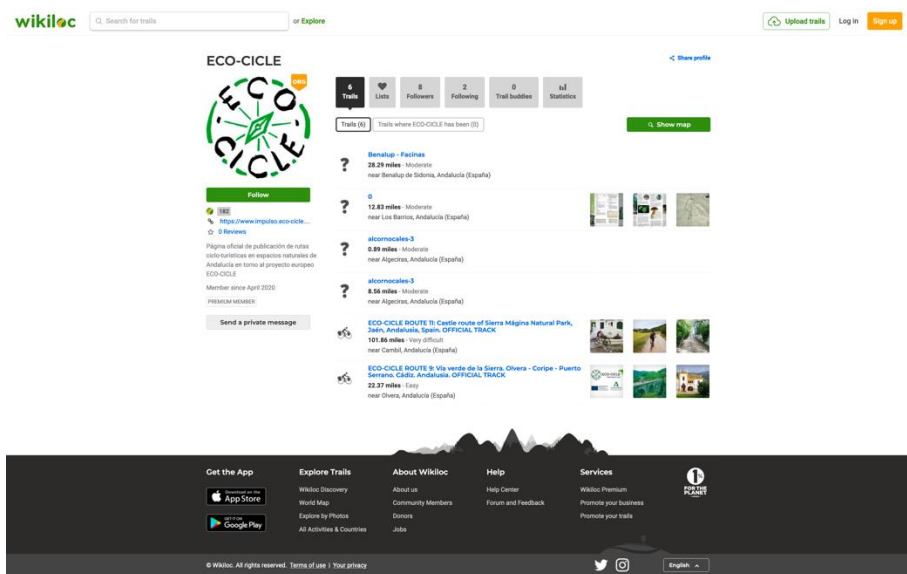 wikiloc
Search for trails
or Explore
Upload trails
Log in
Sign up
ECO-CICLE
Share profile
ORG
ECO
CICLE
6
Trails
Lists
8
Followers
2
Following
0
Trail buddies
Statistics
Trails (6)
Trails where ECO-CICLE has been (0)
Show map
Follow
182
https://www.impulso.eco-cicle....
0 Reviews
Página oficial de publicación de rutas
ciclo-turísticas en espacios naturales de
Andalucía en torno al proyecto europeo
ECO-CICLE
Member since April 2020
PREMIUM MEMBER
Send a private message
?
Benalup - Facinas
28.29 miles - Moderate
near Benalup de Sidonia, Andalucía (España)
?
0
12.83 miles - Moderate
near Los Barrios, Andalucía (España)
?
alcornocales-3
0.89 miles - Moderate
near Algeciras, Andalucía (España)
?
alcornocales-3
8.56 miles - Moderate
near Algeciras, Andalucía (España)
ECO-CICLE ROUTE 11: Castle route of Sierra Mágina Natural Park,
Jaén, Andalusia, Spain. OFFICIAL TRACK
101.86 miles - Very difficult
near Cambil, Andalucía (España)
ECO-CICLE ROUTE 9: Vía verde de la Sierra. Olvera - Coripe - Puerto
Serrano. Cádiz. Andalusia. OFFICIAL TRACK
22.37 miles - Easy
near Olvera, Andalucía (España)
Get the App
Download on the
App Store
GET IT ON
Google Play
Explore Trails
Wikiloc Discovery
World Map
Explore by Photos
All Activities & Countries
About Wikiloc
About us
Community Members
Donors
Jobs
Help
Help Center
Forum and Feedback
Services
Wikiloc Premium
Promote your business
Promote your trails
1%
FOR THE
PLANET
© Wikiloc. All rights reserved. Terms of use | Your privacy
English